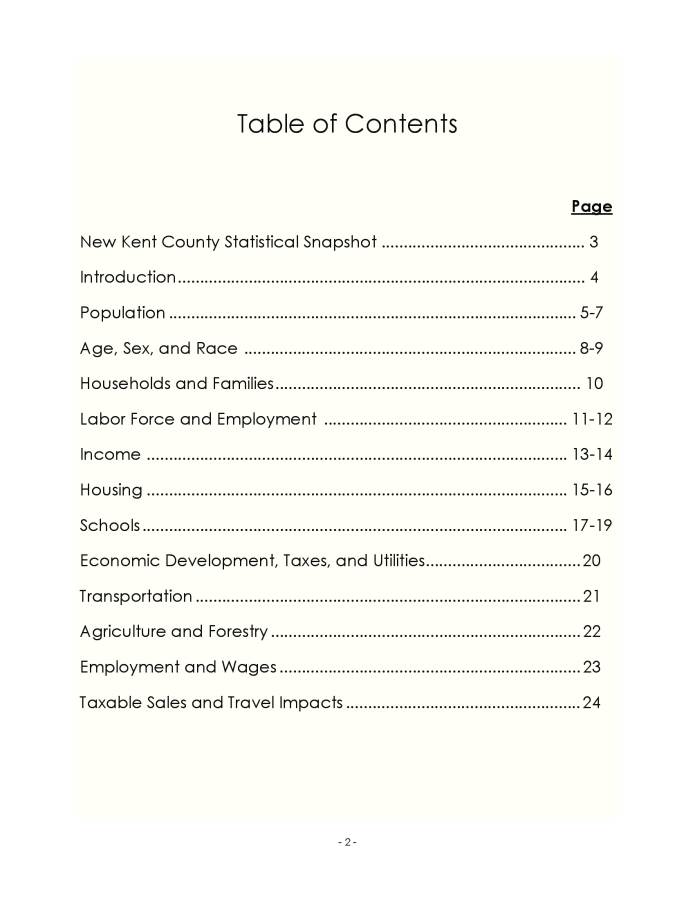 Table of Contents
Page
New Kent County Statistical Snapshot .............................................. 3
Introduction............................................................................................ 4
Population ............................................................................................ 5-7
Age, Sex, and Race ........................................................................... 8-9
Households and Families..................................................................... 10
Labor Force and Employment ....................................................... 11-12
Income ............................................................................................... 13-14
Housing ............................................................................................... 15-16
Schools................................................................................................ 17-19
Economic Development, Taxes, and Utilities...................................20
Transportation .......................................................................................21
Agriculture and Forestry......................................................................22
Employment and Wages....................................................................23
Taxable Sales and Travel Impacts.....................................................24
- 2 -